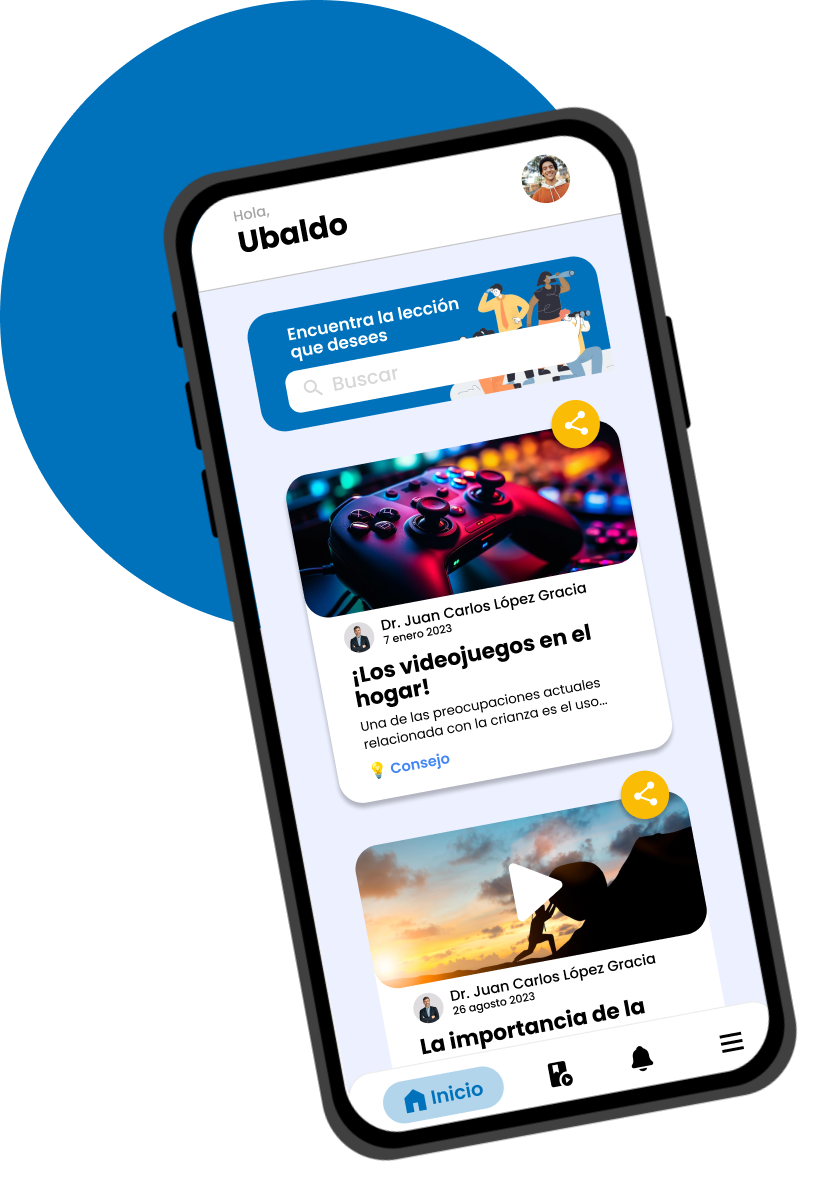 Hola,
Ubaldo
Encuentra la lección
que desees
Buscar
Dr. Juan Carlos López Gracia
7 enero 2023
¡Los videojuegos en el
hogar!
Una de las preocupaciones actuales
relacionada con la crianza es el uso...
Consejo
Dr. Juan Carlos López Gracia
26 agosto 2023
La importancia de la
Inicio